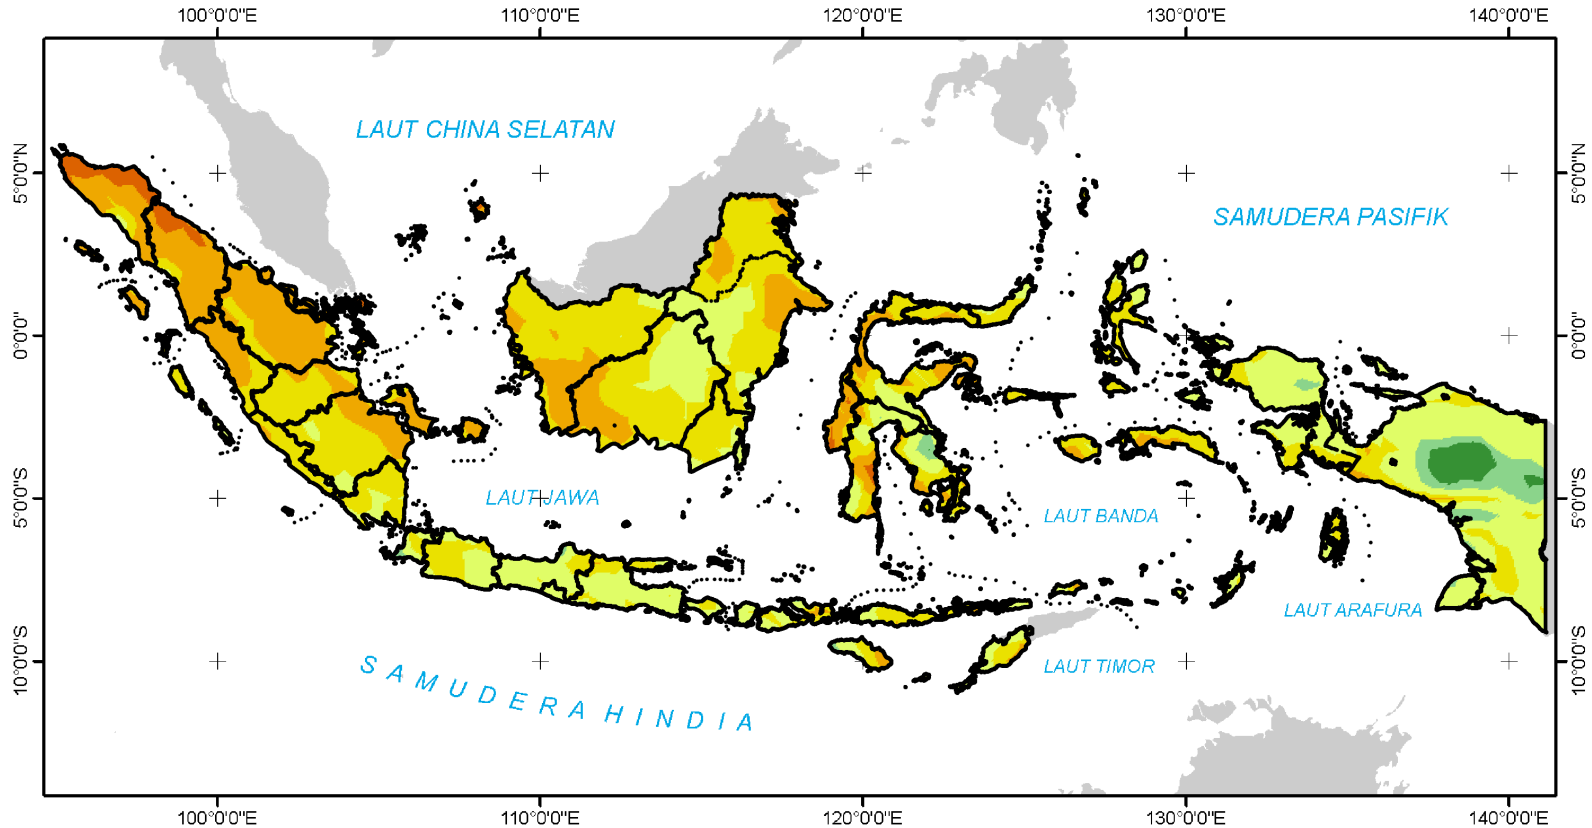 100°0'0"E 110°0'0"E 120°0'0"E 130°0'0"E 140°0'0"E
LAUT CHINA SELATAN
5°0'0"N 5°0'0"N
SAMUDERA PASIFIK
0°0'0" 0°0'0"
LAUT JAWA
5°0'0"S 5°0'0"S
LAUT BANDA
LAUT ARAFURA
10°0'0"S 10°0'0"S
LAUT TIMOR
SAMUDERA HINDIA
100°0'0"E 110°0'0"E 120°0'0"E 130°0'0"E 140°0'0"E